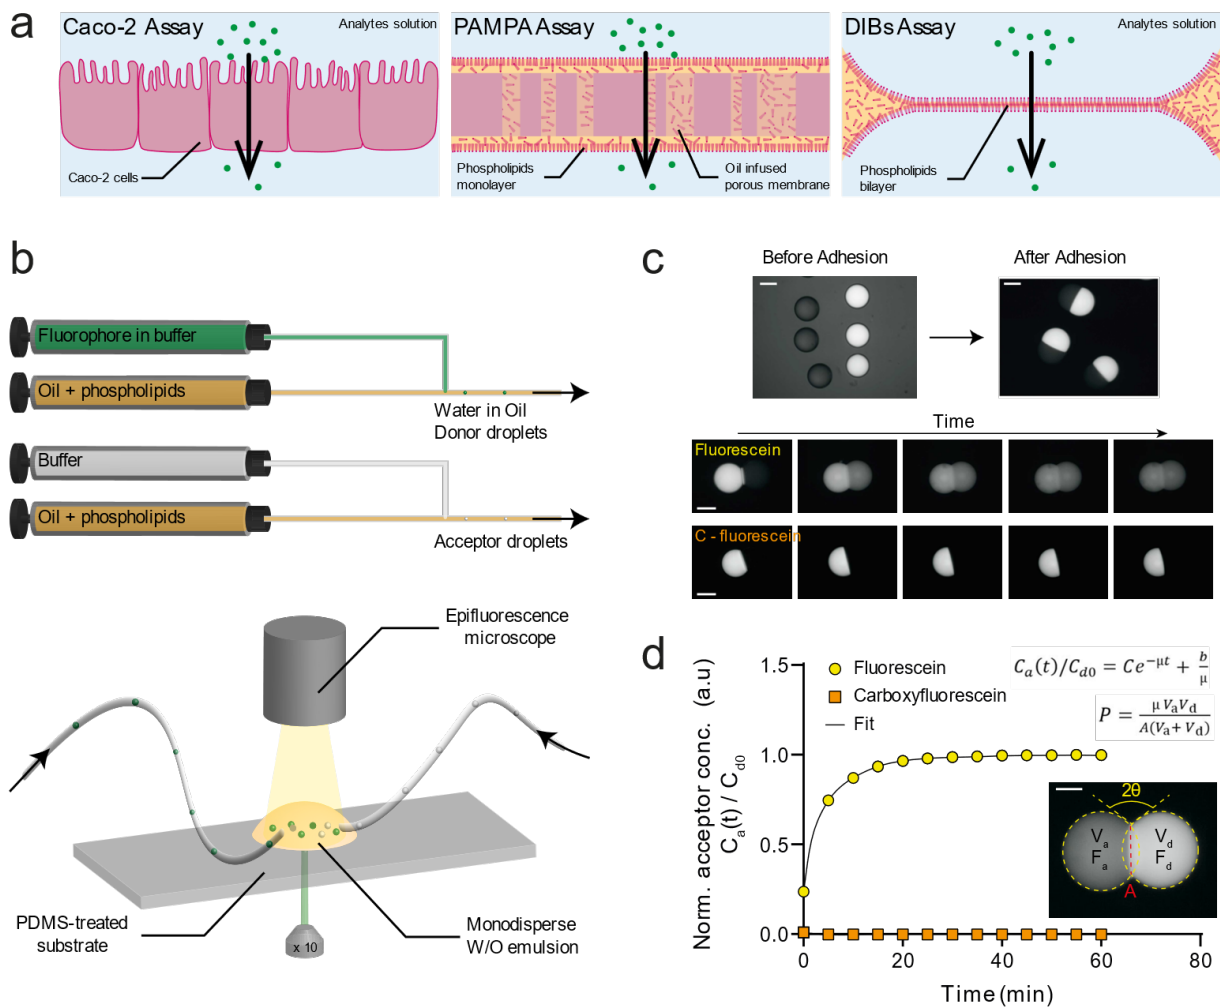 a
Caco-2 Assay
Analytes solution
Caco-2 cells
PAMPA Assay
Phospholipids
monolayer
Oil infused
porous membrane
DIBs Assay
Analytes solution
Phospholipids
bilayer
b
Fluorophore in buffer
Oil + phospholipids
Water in Oil
Donor droplets
Buffer
Oil + phospholipids
Acceptor droplets
Epifluorescence
microscope
PDMS-treated
substrate
x 10
Monodisperse
W/O emulsion
c
Before Adhesion
After Adhesion
Time
Fluorescein
C - fluorescein
d
Norm. acceptor conc. (a.u)
C_a(t) / C_d0
1.5
1.0
0.5
0.0
0
20
40
60
80
Time (min)
Fluorescein
Carboxyfluorescein
Fit
C_a(t)/C_d0 = Ce^−μt + b/μ
P = μ V_a V_d / A(V_a + V_d)
2θ
V_a
F_a
V_d
F_d
A